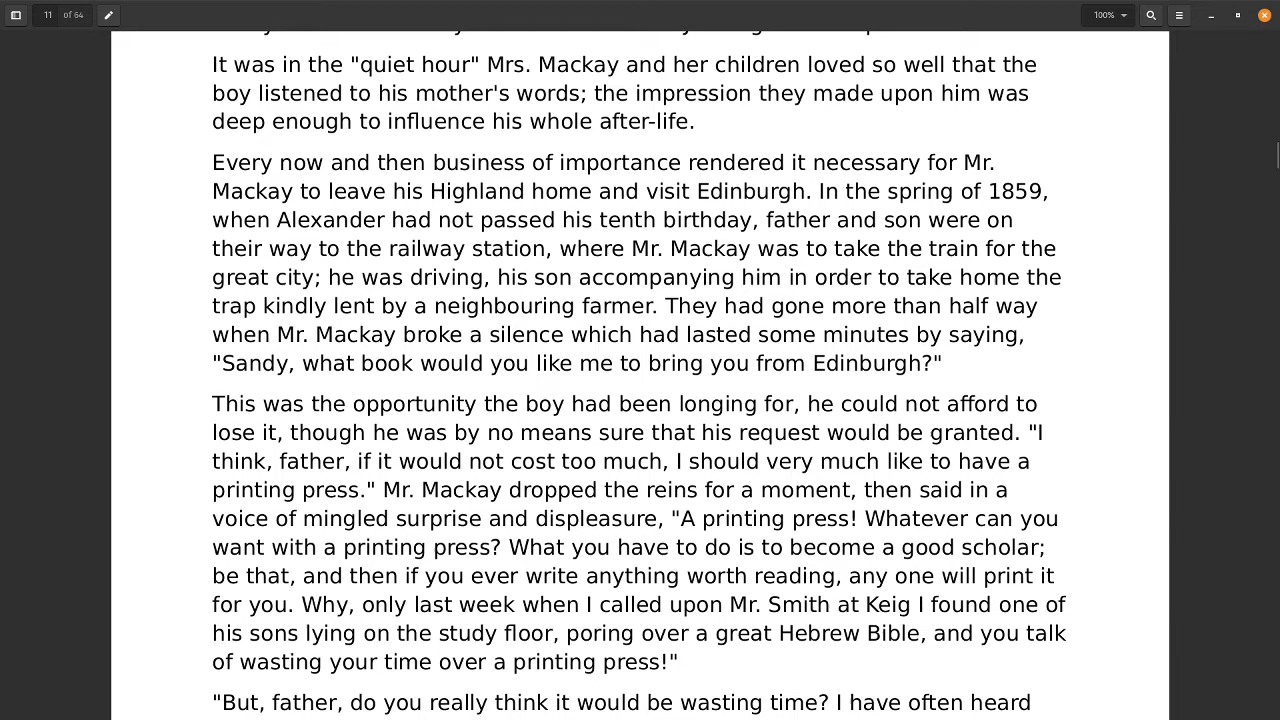 11 of 64
100%
It was in the "quiet hour" Mrs. Mackay and her children loved so well that the
boy listened to his mother's words; the impression they made upon him was
deep enough to influence his whole after-life.
Every now and then business of importance rendered it necessary for Mr.
Mackay to leave his Highland home and visit Edinburgh. In the spring of 1859,
when Alexander had not passed his tenth birthday, father and son were on
their way to the railway station, where Mr. Mackay was to take the train for the
great city; he was driving, his son accompanying him in order to take home the
trap kindly lent by a neighbouring farmer. They had gone more than half way
when Mr. Mackay broke a silence which had lasted some minutes by saying,
"Sandy, what book would you like me to bring you from Edinburgh?"
This was the opportunity the boy had been longing for, he could not afford to
lose it, though he was by no means sure that his request would be granted. "I
think, father, if it would not cost too much, I should very much like to have a
printing press." Mr. Mackay dropped the reins for a moment, then said in a
voice of mingled surprise and displeasure, "A printing press! Whatever can you
want with a printing press? What you have to do is to become a good scholar;
be that, and then if you ever write anything worth reading, any one will print it
for you. Why, only last week when I called upon Mr. Smith at Keig I found one of
his sons lying on the study floor, poring over a great Hebrew Bible, and you talk
of wasting your time over a printing press!"
"But, father, do you really think it would be wasting time? I have often heard